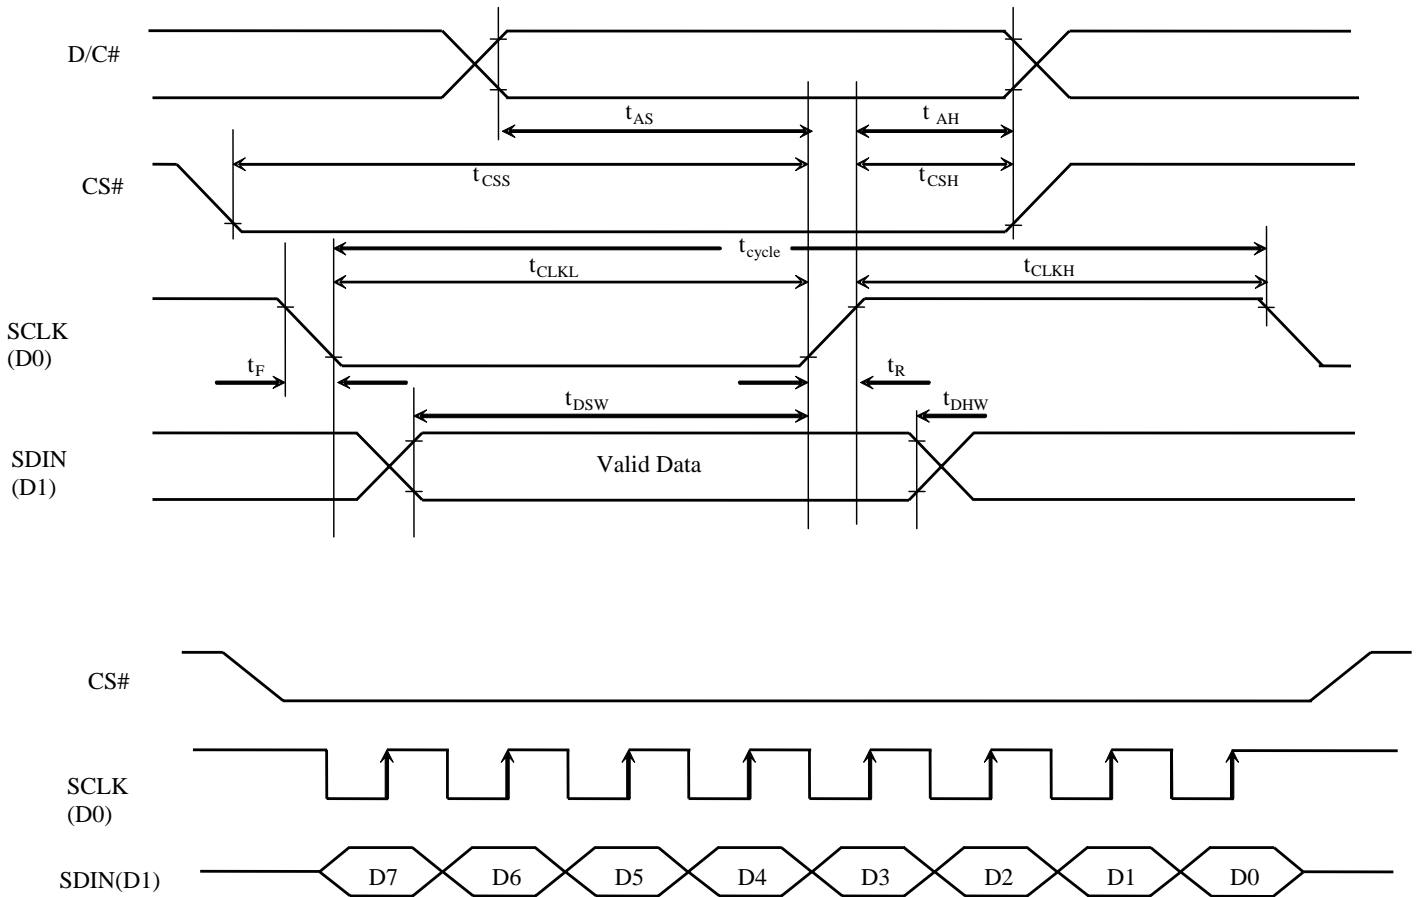 D/C#
tAS
t AH
CS#
tCSS
tCSH
tcycle
tCLKL
tCLKH
SCLK
(D0)
tF
tR
tDSW
tDHW
SDIN
(D1)
Valid Data
CS#
SCLK
(D0)
SDIN(D1)
D7 D6 D5 D4 D3 D2 D1 D0